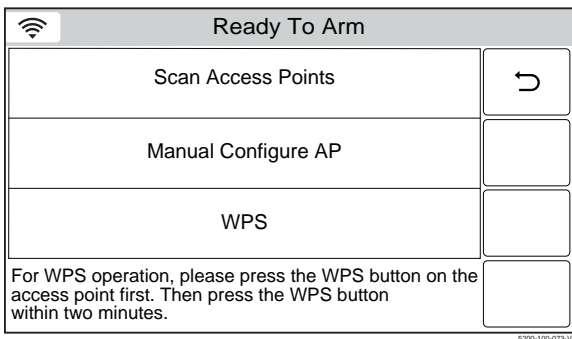 Ready To Arm
Scan Access Points
Manual Configure AP
WPS
For WPS operation, please press the WPS button on the
access point first. Then press the WPS button
within two minutes.